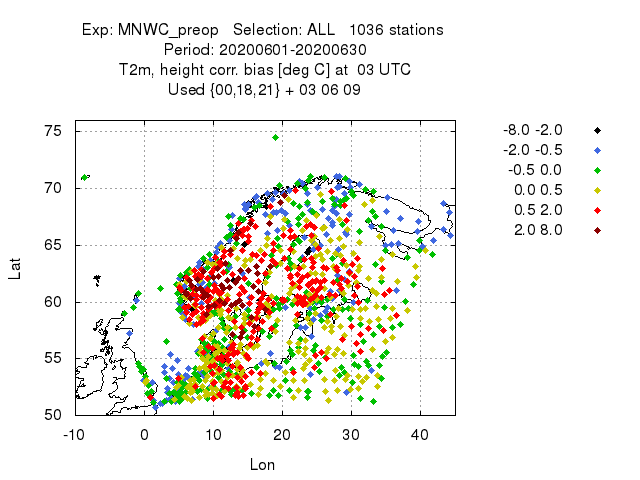 Exp: MNWC_preop   Selection: ALL   1036 stations
Period: 20200601-20200630
T2m, height corr. bias [deg C] at  03 UTC
Used {00,18,21} + 03 06 09
-8.0 -2.0
-2.0 -0.5
-0.5 0.0
0.0 0.5
0.5 2.0
2.0 8.0
75
70
65
60
55
50
Lat
-10 0 10 20 30 40
Lon